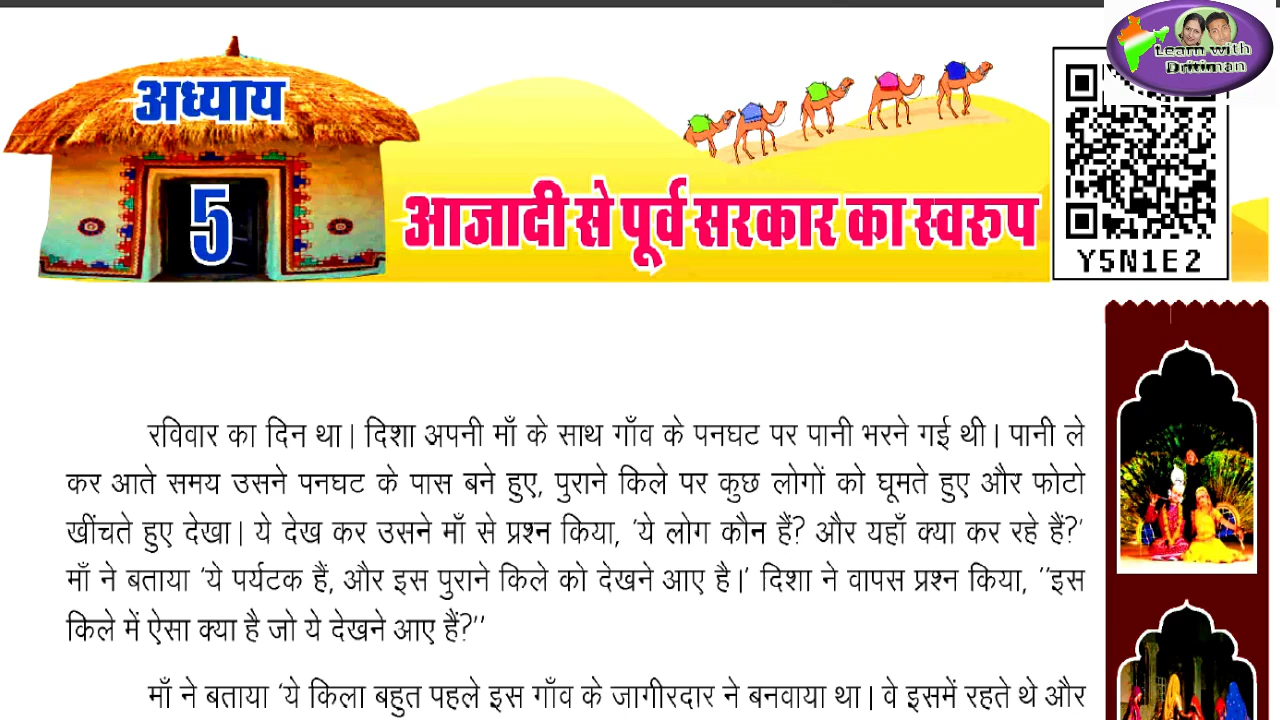 Learn with
Dritiman
अध्याय
5
आजादी से पूर्व सरकार का स्वरूप
Y5N1E2
रविवार का दिन था। दिशा अपनी माँ के साथ गाँव के पनघट पर पानी भरने गई थी। पानी ले
कर आते समय उसने पनघट के पास बने हुए, पुराने किले पर कुछ लोगों को घूमते हुए और फोटो
खींचते हुए देखा। ये देख कर उसने माँ से प्रश्न किया, 'ये लोग कौन हैं? और यहाँ क्या कर रहे हैं?'
माँ ने बताया 'ये पर्यटक हैं, और इस पुराने किले को देखने आए है।' दिशा ने वापस प्रश्न किया, ''इस
किले में ऐसा क्या है जो ये देखने आए हैं?''
माँ ने बताया 'ये किला बहुत पहले इस गाँव के जागीरदार ने बनवाया था। वे इसमें रहते थे और